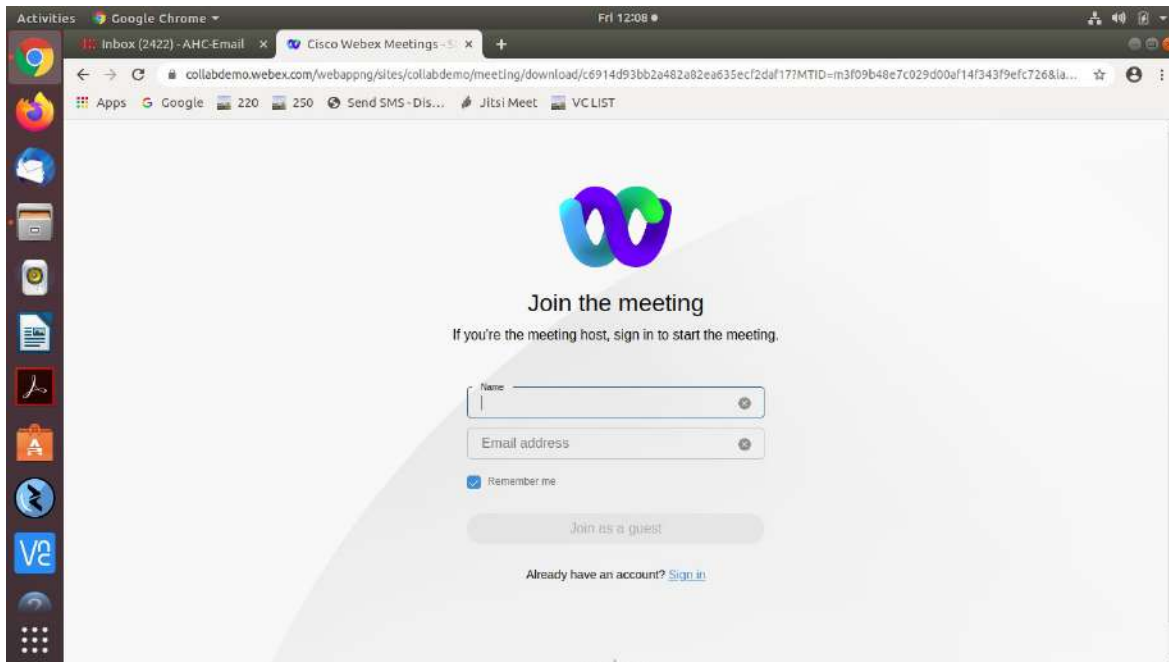 Activities Google Chrome Fri 12:08
Inbox (2422) - AHC-Email Cisco Webex Meetings - S
collabdemo.webex.com/webappng/sites/collabdemo/meeting/download/c6914d93bb2a482a82ea635ecf2daf17?MTID=m3f09b48e7c029d00af14f343f9efc726&la...
Apps Google 220 250 Send SMS - Dis... Jitsi Meet VC LIST
Join the meeting
If you're the meeting host, sign in to start the meeting.
Name
Email address
Remember me
Join as a guest
Already have an account? Sign in